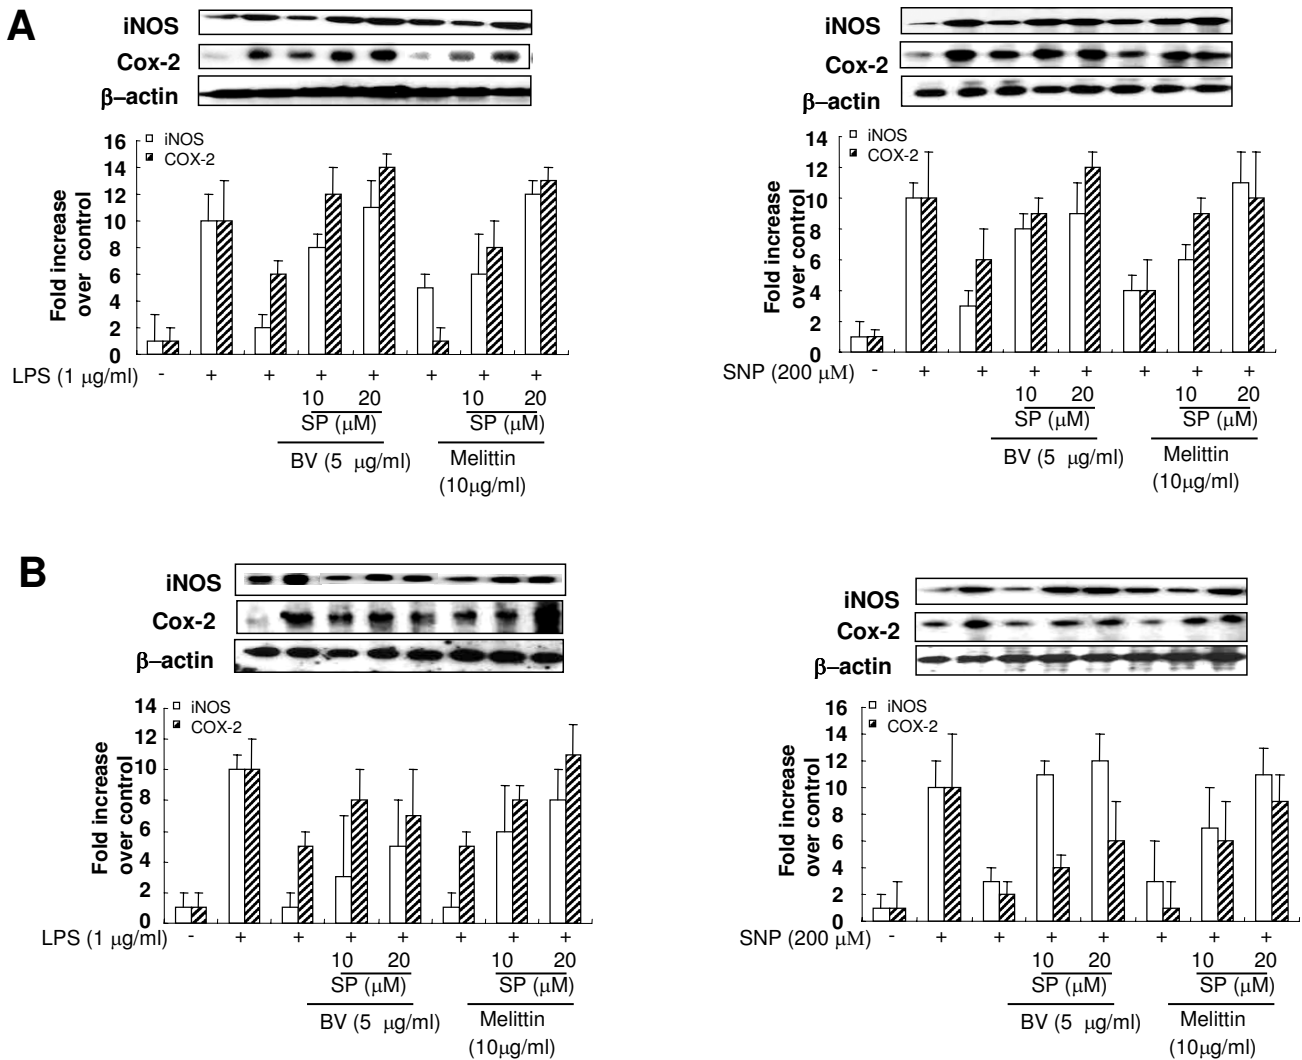 A
iNOS
Cox-2
β–actin
16
14
12
10
8
6
4
2
0
Fold increase
over control
iNOS
COX-2
LPS (1 μg/ml) - + + + + + + +
10 20 10 20
SP (μM) SP (μM)
BV (5 μg/ml) Melittin
(10μg/ml)
iNOS
Cox-2
β–actin
14
12
10
8
6
4
2
0
Fold increase
over control
iNOS
COX-2
SNP (200 μM) - + + + + + + +
10 20 10 20
SP (μM) SP (μM)
BV (5 μg/ml) Melittin
(10μg/ml)
B
iNOS
Cox-2
β–actin
14
12
10
8
6
4
2
0
Fold increase
over control
iNOS
COX-2
LPS (1 μg/ml) - + + + + + + +
10 20 10 20
SP (μM) SP (μM)
BV (5 μg/ml) Melittin
(10μg/ml)
iNOS
Cox-2
β–actin
16
14
12
10
8
6
4
2
0
Fold increase
over control
iNOS
COX-2
SNP (200 μM) - + + + + + + +
10 20 10 20
SP (μM) SP (μM)
BV (5 μg/ml) Melittin
(10μg/ml)